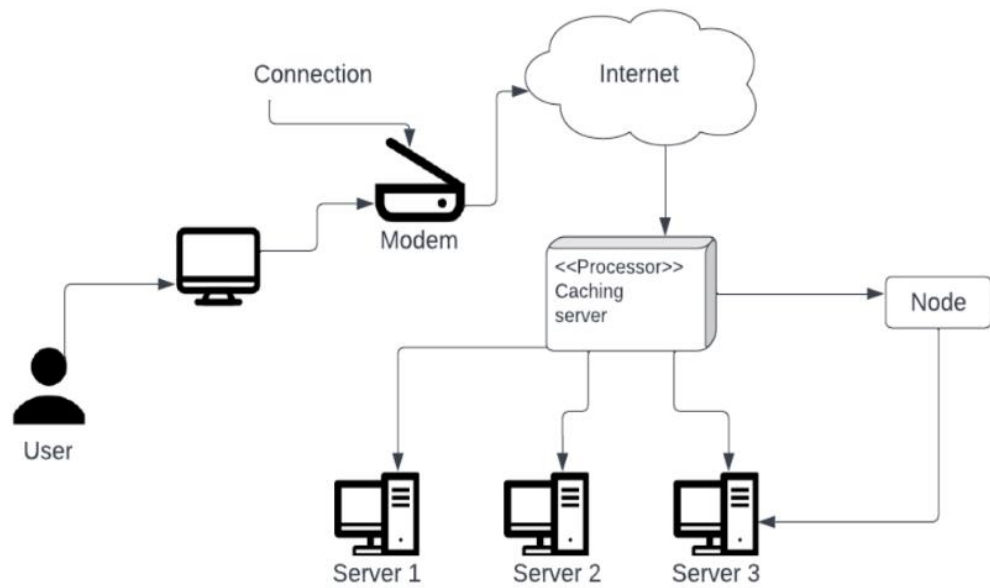 Connection
Internet
Modem
<<Processor>>
Caching
server
Node
User
Server 1
Server 2
Server 3